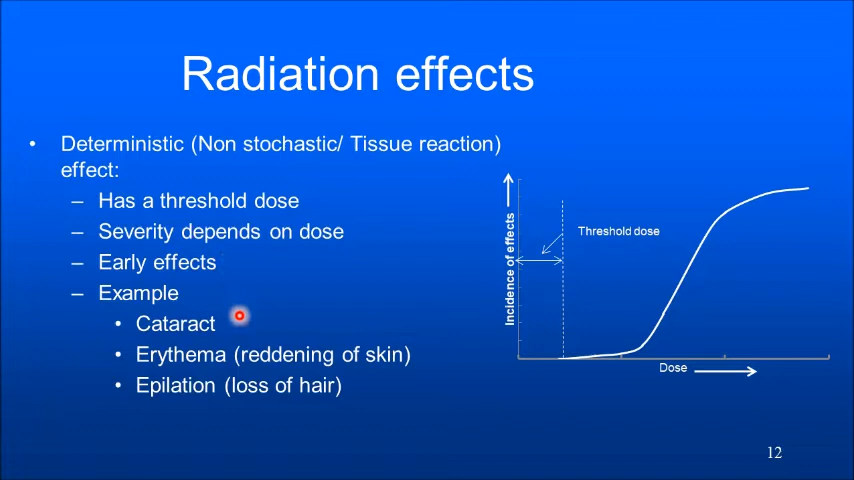 Radiation effects
• Deterministic (Non stochastic/ Tissue reaction)
effect:
– Has a threshold dose
– Severity depends on dose
– Early effects
– Example
• Cataract
• Erythema (reddening of skin)
• Epilation (loss of hair)
Incidence of effects
Threshold dose
Dose
12